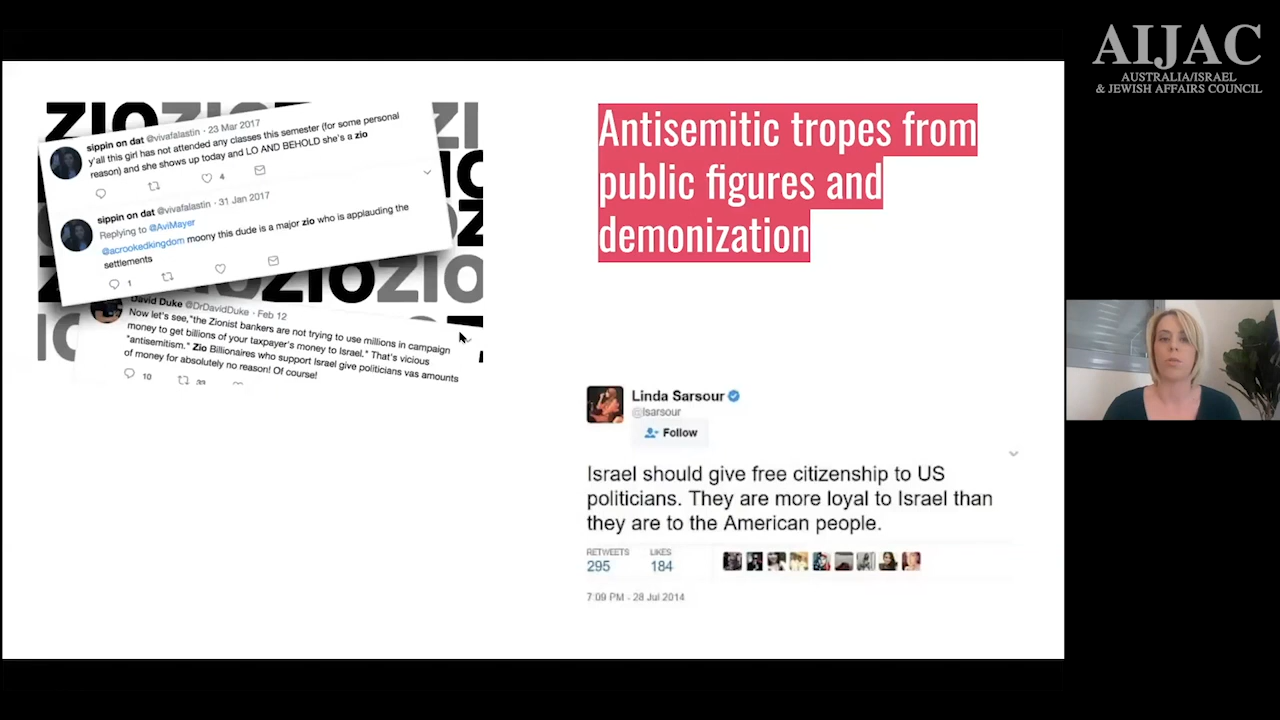 AIJAC
AUSTRALIA/ISRAEL
& JEWISH AFFAIRS COUNCIL
ZIO
sippin on dat @vivafalastin · 23 Mar 2017
y'all this girl has not attended any classes this semester (for some personal
reason) and she shows up today and LO AND BEHOLD she's a zio
4
sippin on dat @vivafalastin · 31 Jan 2017
Replying to @AviMayer
@acrookedkingdom moony this dude is a major zio who is applauding the
settlements
1
ZIO
ZIO
David Duke @DrDavidDuke · Feb 12
Now let's see,"the Zionist bankers are not trying to use millions in campaign
money to get billions of your taxpayer's money to Israel." That's vicious
"antisemitism." Zio Billionaires who support Israel give politicians vas amounts
of money for absolutely no reason! Of course!
10
Antisemitic tropes from
public figures and
demonization
Linda Sarsour
@lsarsour
Follow
Israel should give free citizenship to US
politicians. They are more loyal to Israel than
they are to the American people.
RETWEETS LIKES
295 184
7:09 PM - 28 Jul 2014